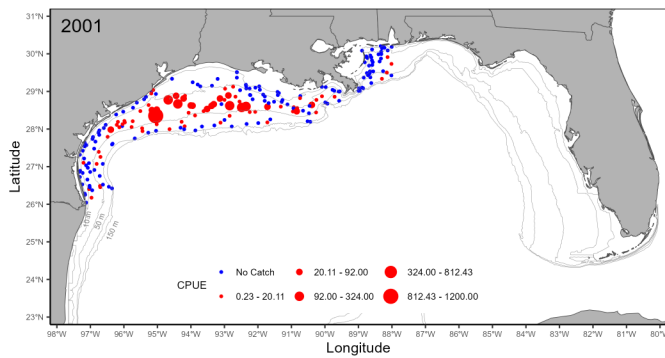 2001
31°N
30°N
29°N
28°N
27°N
26°N
25°N
24°N
23°N
Latitude
10 m
50 m
150 m
CPUE
No Catch
20.11 - 92.00
324.00 - 812.43
0.23 - 20.11
92.00 - 324.00
812.43 - 1200.00
98°W 97°W 96°W 95°W 94°W 93°W 92°W 91°W 90°W 89°W 88°W 87°W 86°W 85°W 84°W 83°W 82°W 81°W 80°W
Longitude